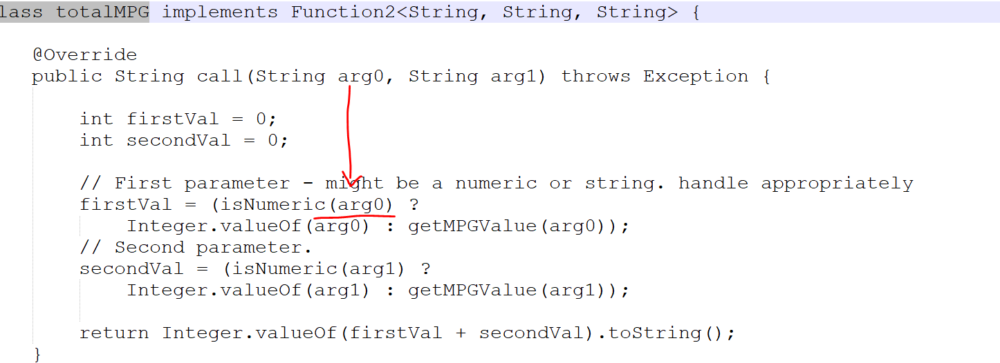 lass totalMPG implements Function2<String, String, String> {
@Override
public String call(String arg0, String arg1) throws Exception {
int firstVal = 0;
int secondVal = 0;
// First parameter - might be a numeric or string. handle appropriately
firstVal = (isNumeric(arg0) ?
Integer.valueOf(arg0) : getMPGValue(arg0));
// Second parameter.
secondVal = (isNumeric(arg1) ?
Integer.valueOf(arg1) : getMPGValue(arg1));
return Integer.valueOf(firstVal + secondVal).toString();
}